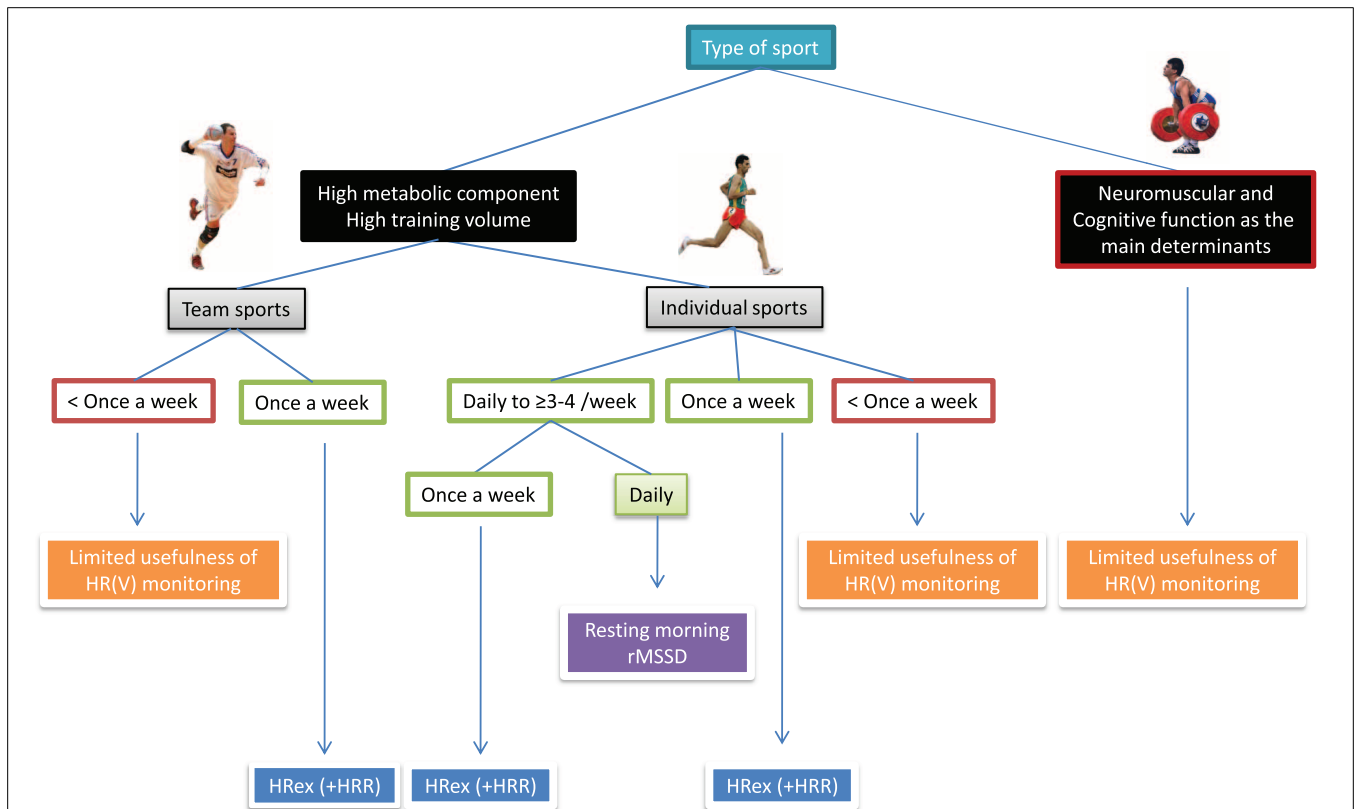 Type of sport
High metabolic component
High training volume
Neuromuscular and
Cognitive function as the
main determinants
Team sports
Individual sports
< Once a week
Once a week
Daily to ≥3-4 /week
Once a week
< Once a week
Once a week
Daily
Limited usefulness of
HR(V) monitoring
Limited usefulness of
HR(V) monitoring
Limited usefulness of
HR(V) monitoring
Resting morning
rMSSD
HRex (+HRR)
HRex (+HRR)
HRex (+HRR)